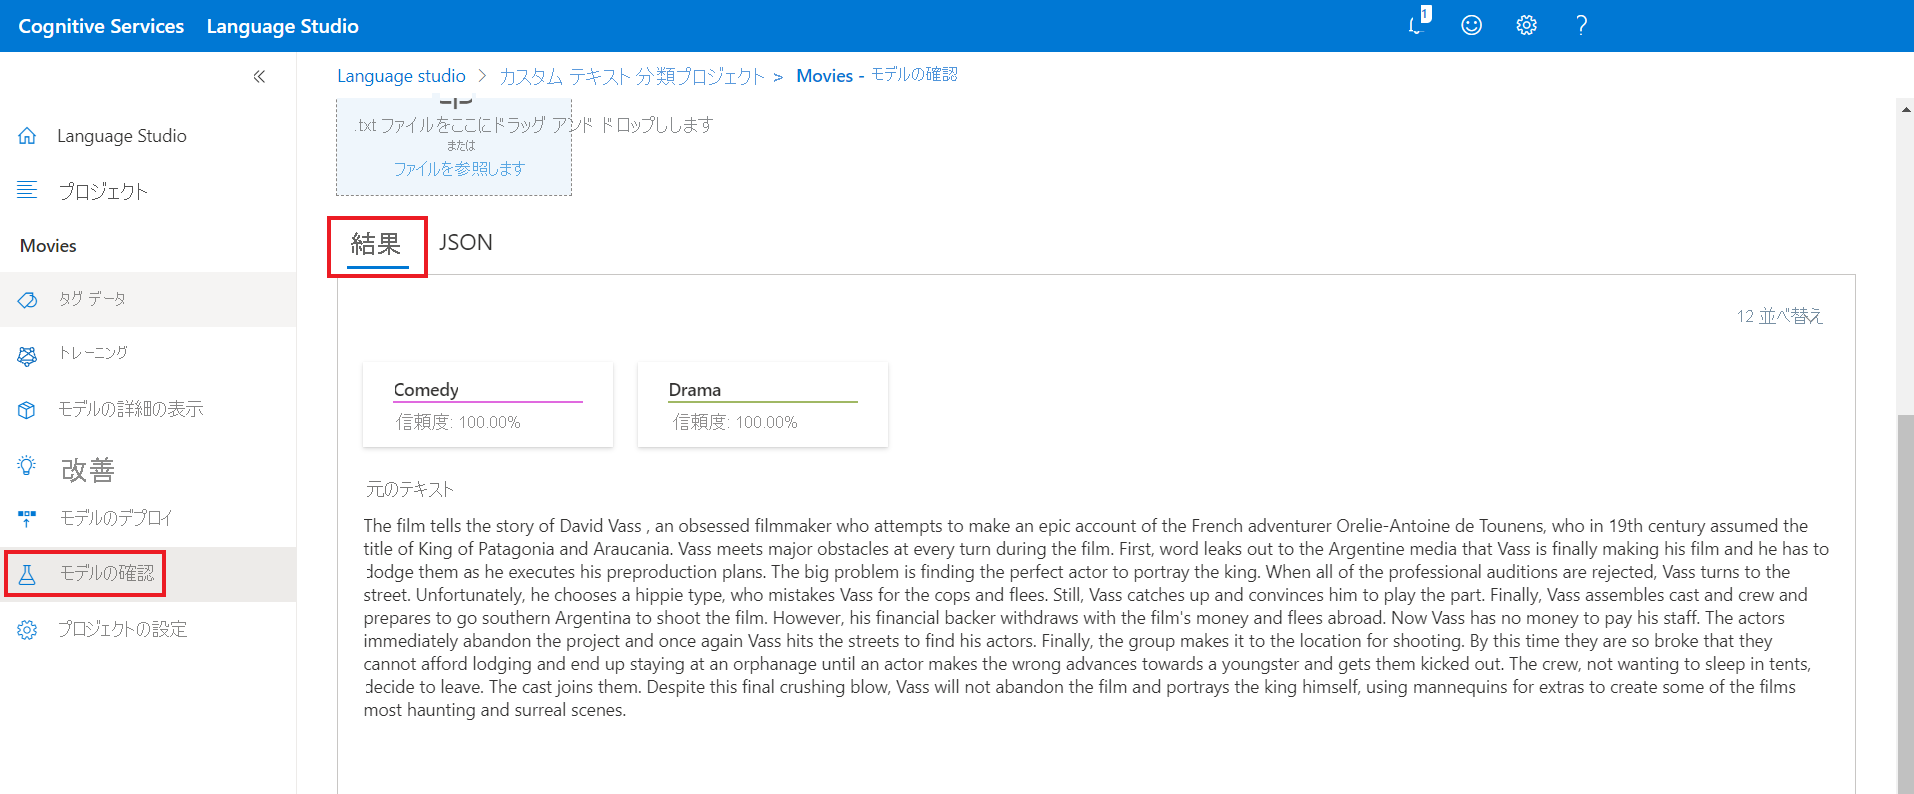 Cognitive Services Language Studio
1
?
Language studio > カスタム テキスト 分類プロジェクト > Movies - モデルの確認
.txt ファイルをここにドラッグ アンド ドロップしします
または
ファイルを参照します
Language Studio
プロジェクト
Movies
タグ データ
トレーニング
モデルの詳細の表示
改善
モデルのデプロイ
モデルの確認
プロジェクトの設定
結果 JSON
12 並べ替え
Comedy
信頼度: 100.00%
Drama
信頼度: 100.00%
元のテキスト
The film tells the story of David Vass , an obsessed filmmaker who attempts to make an epic account of the French adventurer Orelie-Antoine de Tounens, who in 19th century assumed the
title of King of Patagonia and Araucania. Vass meets major obstacles at every turn during the film. First, word leaks out to the Argentine media that Vass is finally making his film and he has to
dodge them as he executes his preproduction plans. The big problem is finding the perfect actor to portray the king. When all of the professional auditions are rejected, Vass turns to the
street. Unfortunately, he chooses a hippie type, who mistakes Vass for the cops and flees. Still, Vass catches up and convinces him to play the part. Finally, Vass assembles cast and crew and
prepares to go southern Argentina to shoot the film. However, his financial backer withdraws with the film's money and flees abroad. Now Vass has no money to pay his staff. The actors
immediately abandon the project and once again Vass hits the streets to find his actors. Finally, the group makes it to the location for shooting. By this time they are so broke that they
cannot afford lodging and end up staying at an orphanage until an actor makes the wrong advances towards a youngster and gets them kicked out. The crew, not wanting to sleep in tents,
decide to leave. The cast joins them. Despite this final crushing blow, Vass will not abandon the film and portrays the king himself, using mannequins for extras to create some of the films
most haunting and surreal scenes.